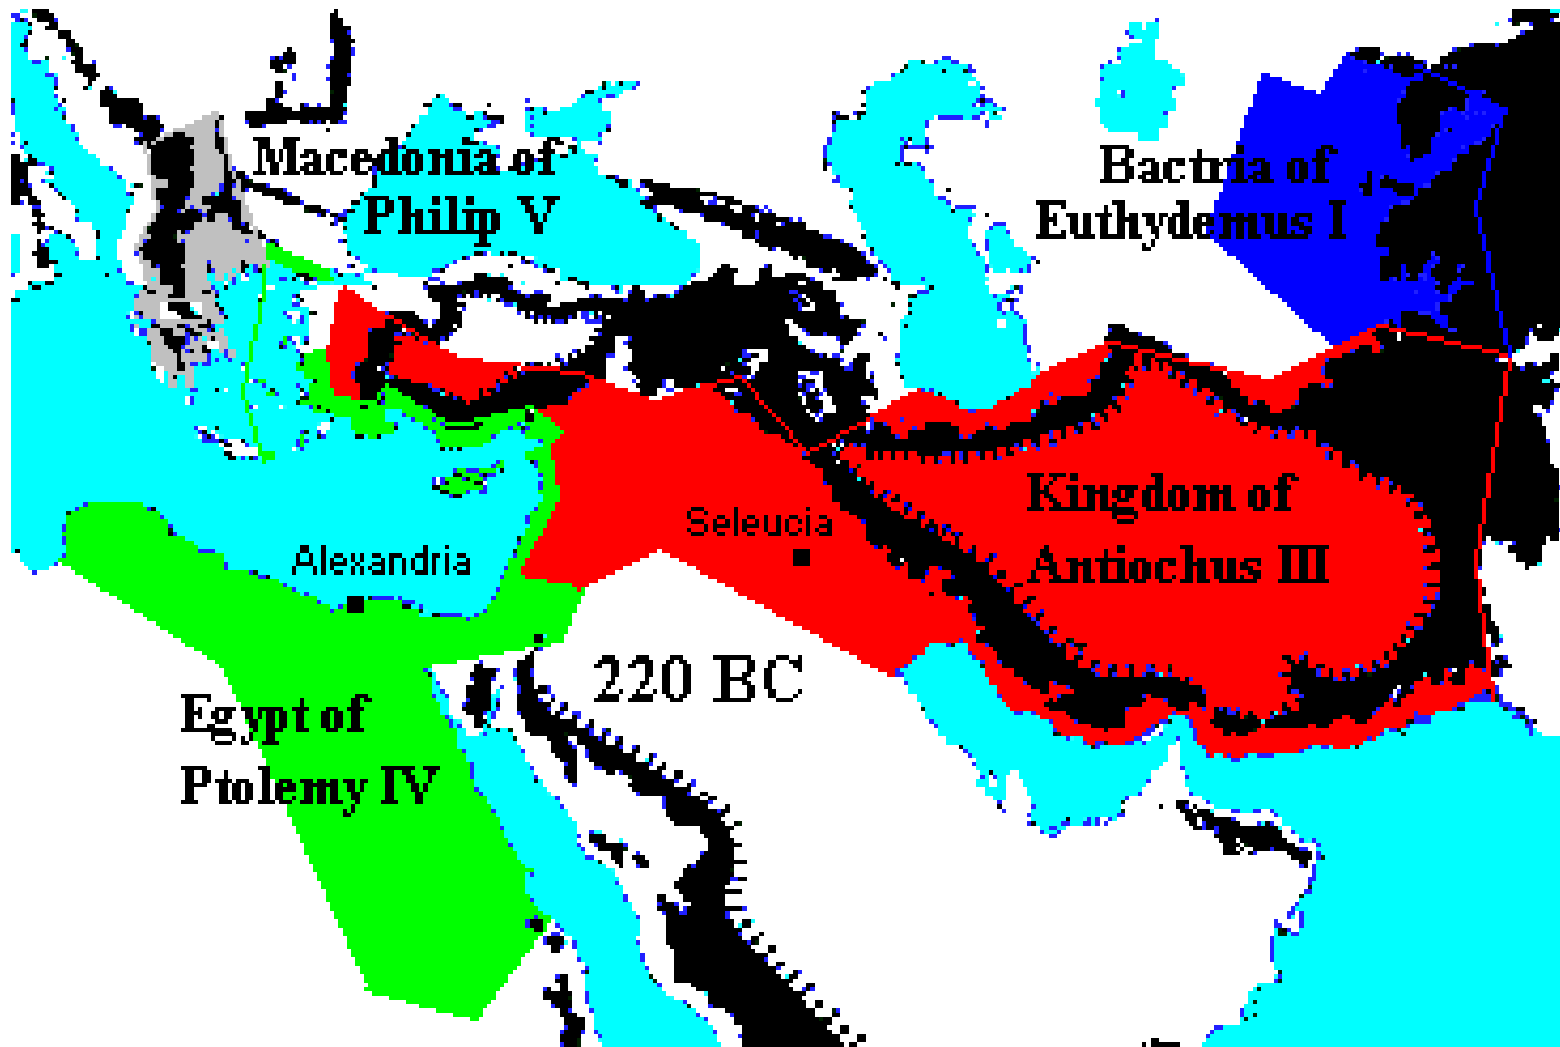 Macedonia of
Philip V
Bactria of
Euthydemus I
Kingdom of
Antiochus III
Seleucia
Alexandria
220 BC
Egypt of
Ptolemy IV